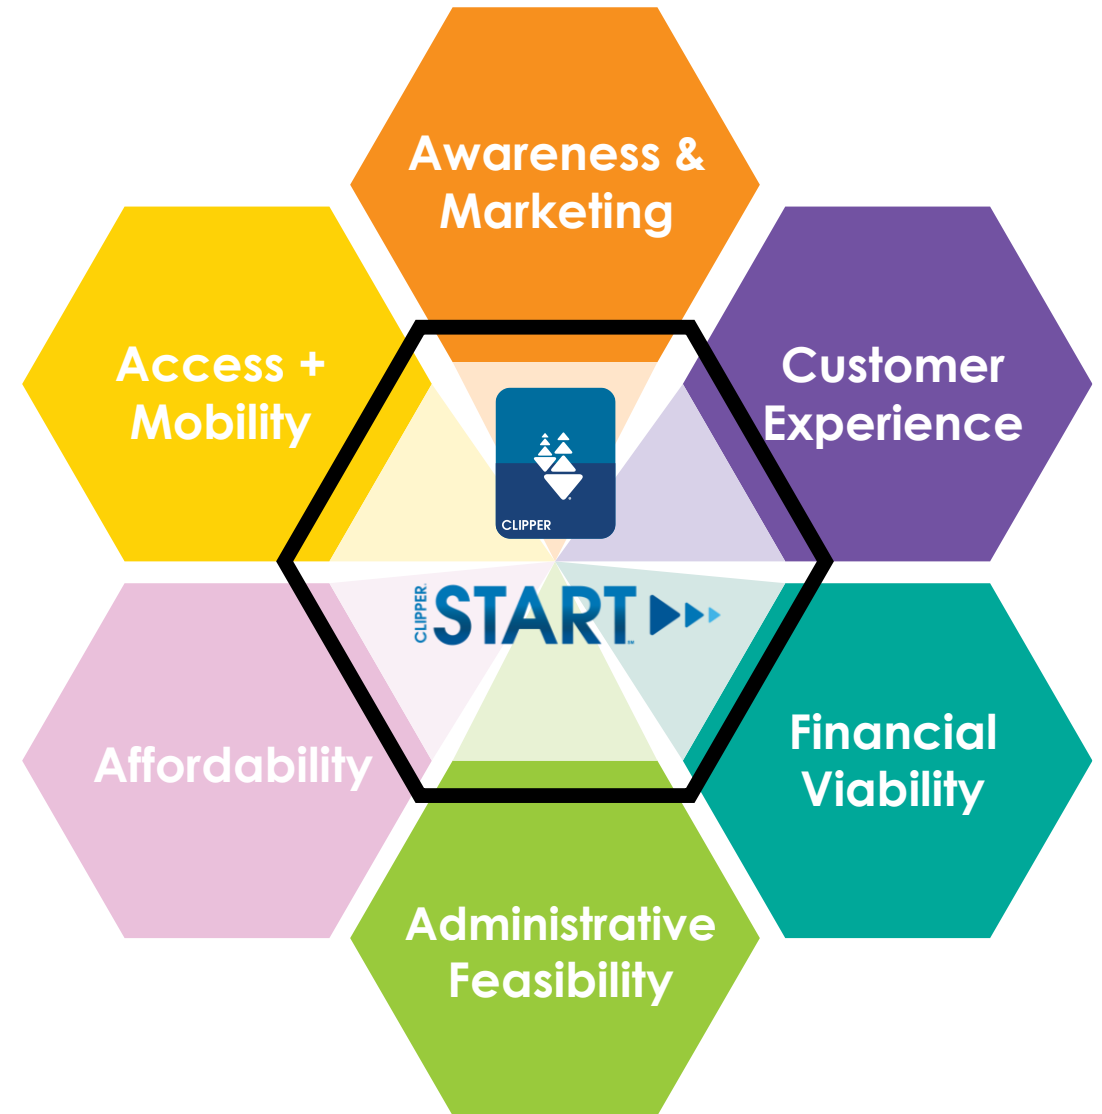 Awareness &
Marketing
Access +
Mobility
Customer
Experience
CLIPPER
CLIPPER.
START
Affordability
Financial
Viability
Administrative
Feasibility